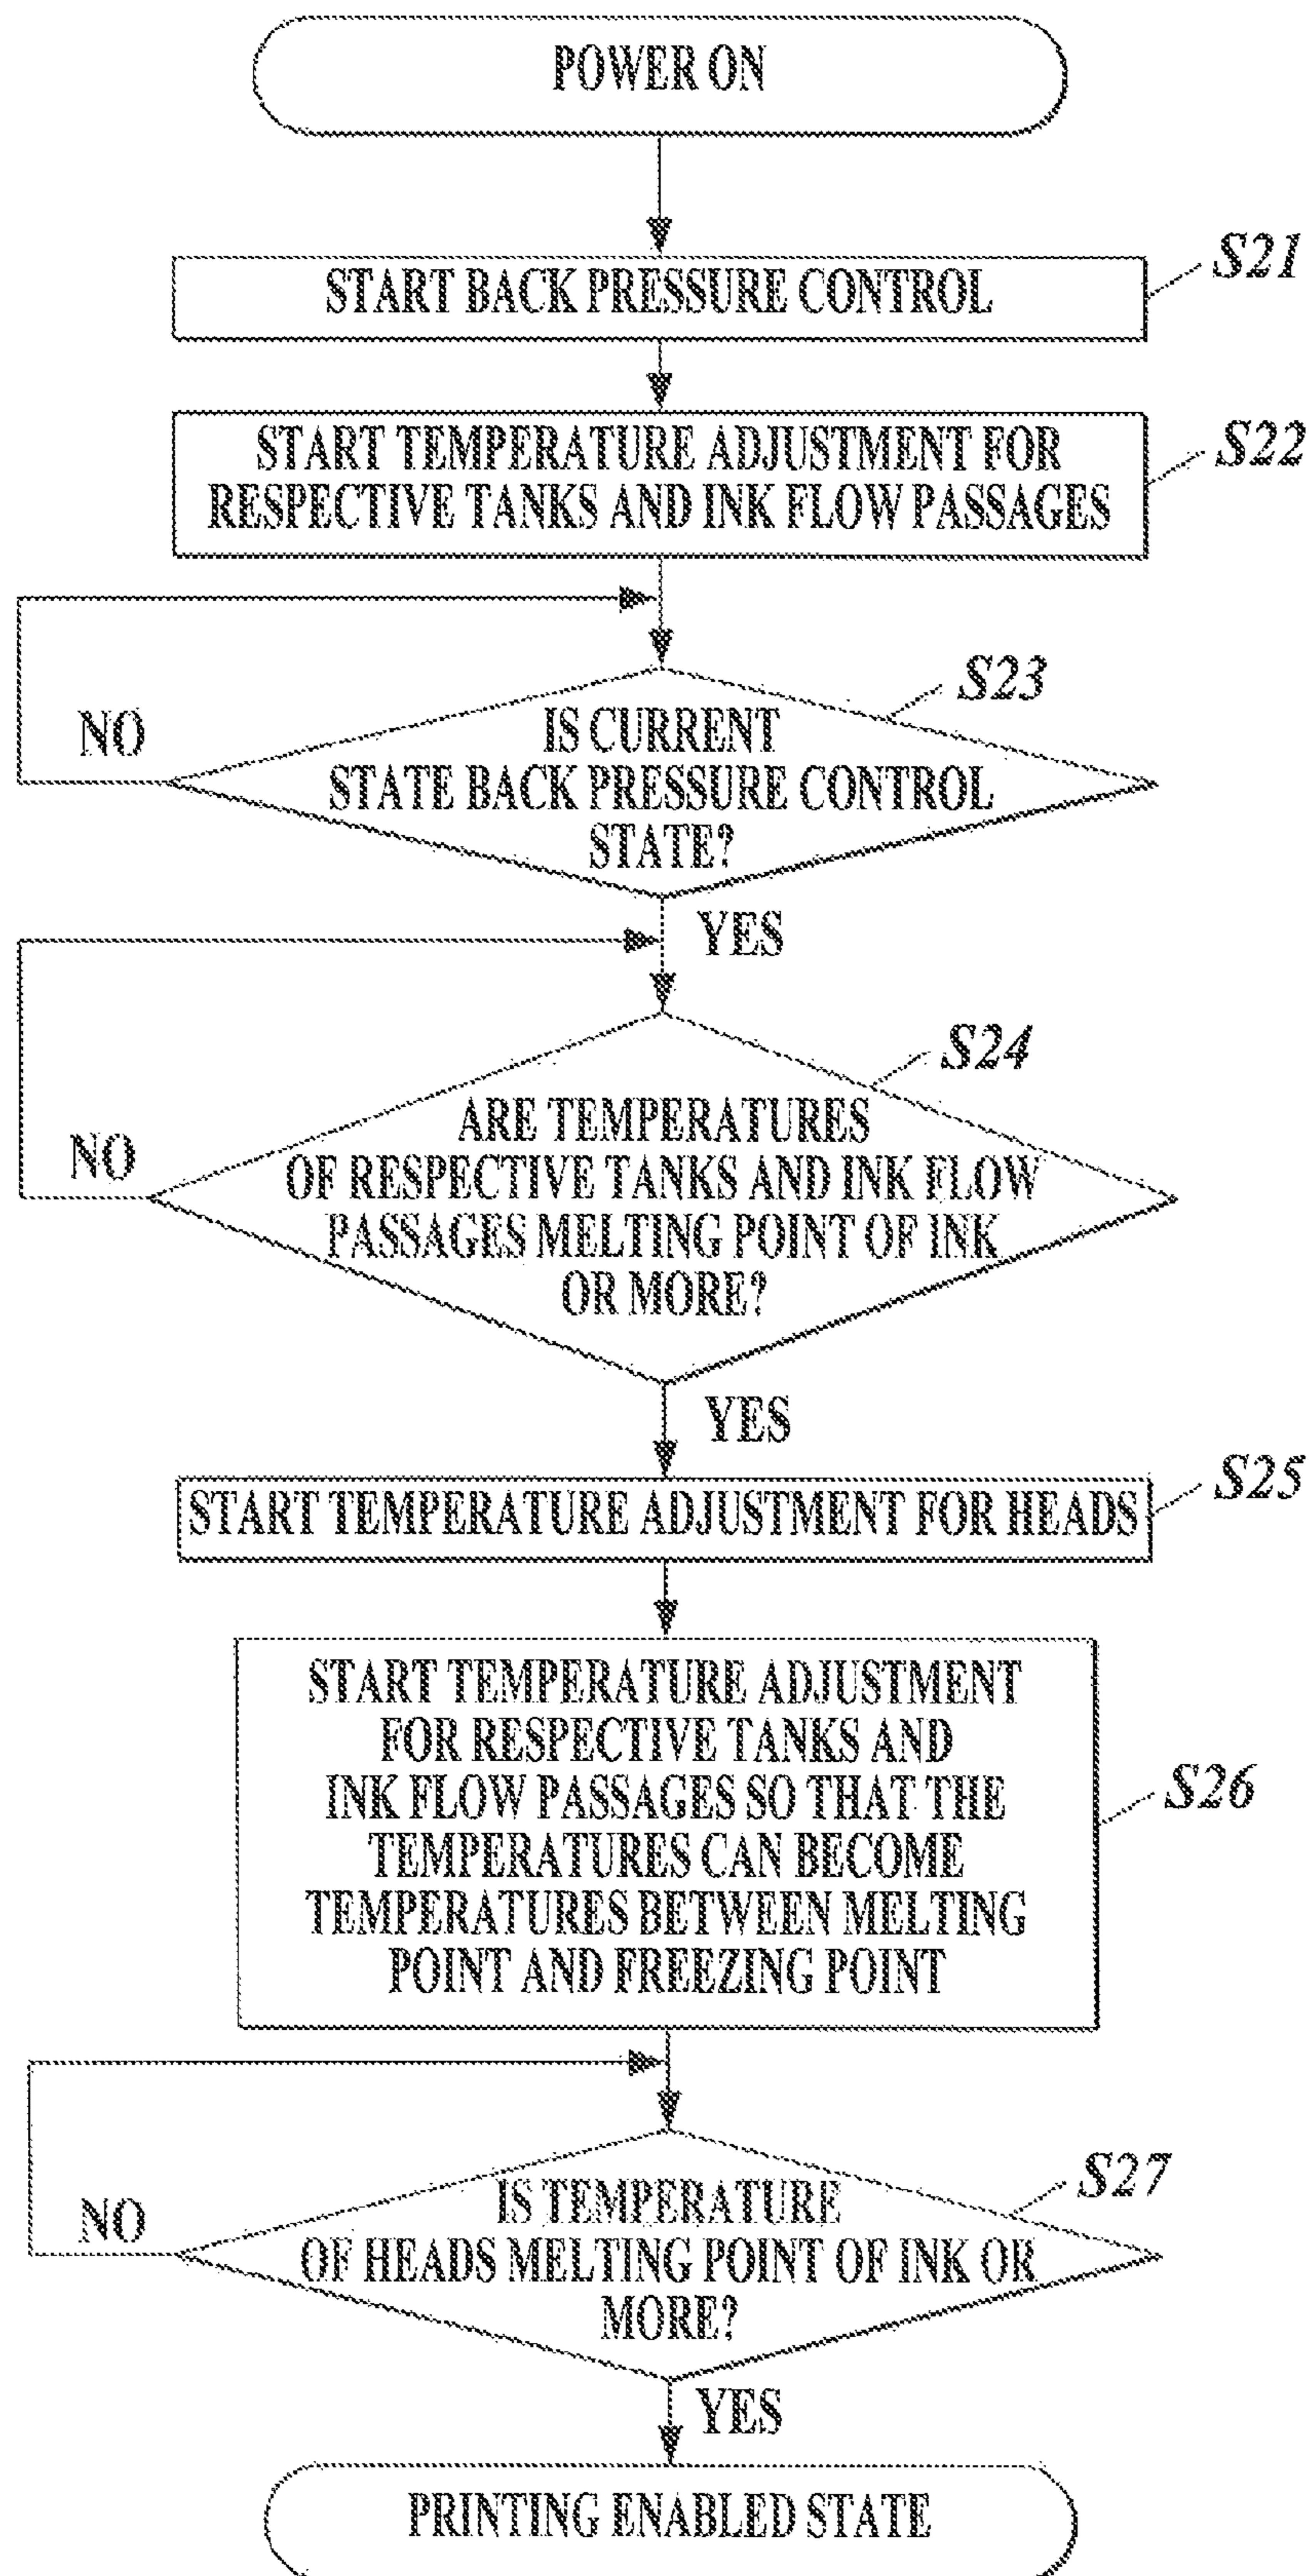 POWER ON
S21
START BACK PRESSURE CONTROL
S22
START TEMPERATURE ADJUSTMENT FOR
RESPECTIVE TANKS AND INK FLOW PASSAGES
S23
NO
IS CURRENT
STATE BACK PRESSURE CONTROL
STATE?
YES
S24
NO
ARE TEMPERATURES
OF RESPECTIVE TANKS AND INK FLOW
PASSAGES MELTING POINT OF INK
OR MORE?
YES
S25
START TEMPERATURE ADJUSTMENT FOR HEADS
START TEMPERATURE ADJUSTMENT
FOR RESPECTIVE TANKS AND
INK FLOW PASSAGES SO THAT THE
TEMPERATURES CAN BECOME
TEMPERATURES BETWEEN MELTING
POINT AND FREEZING POINT
S26
S27
NO
IS TEMPERATURE
OF HEADS MELTING POINT OF INK OR
MORE?
YES
PRINTING ENABLED STATE